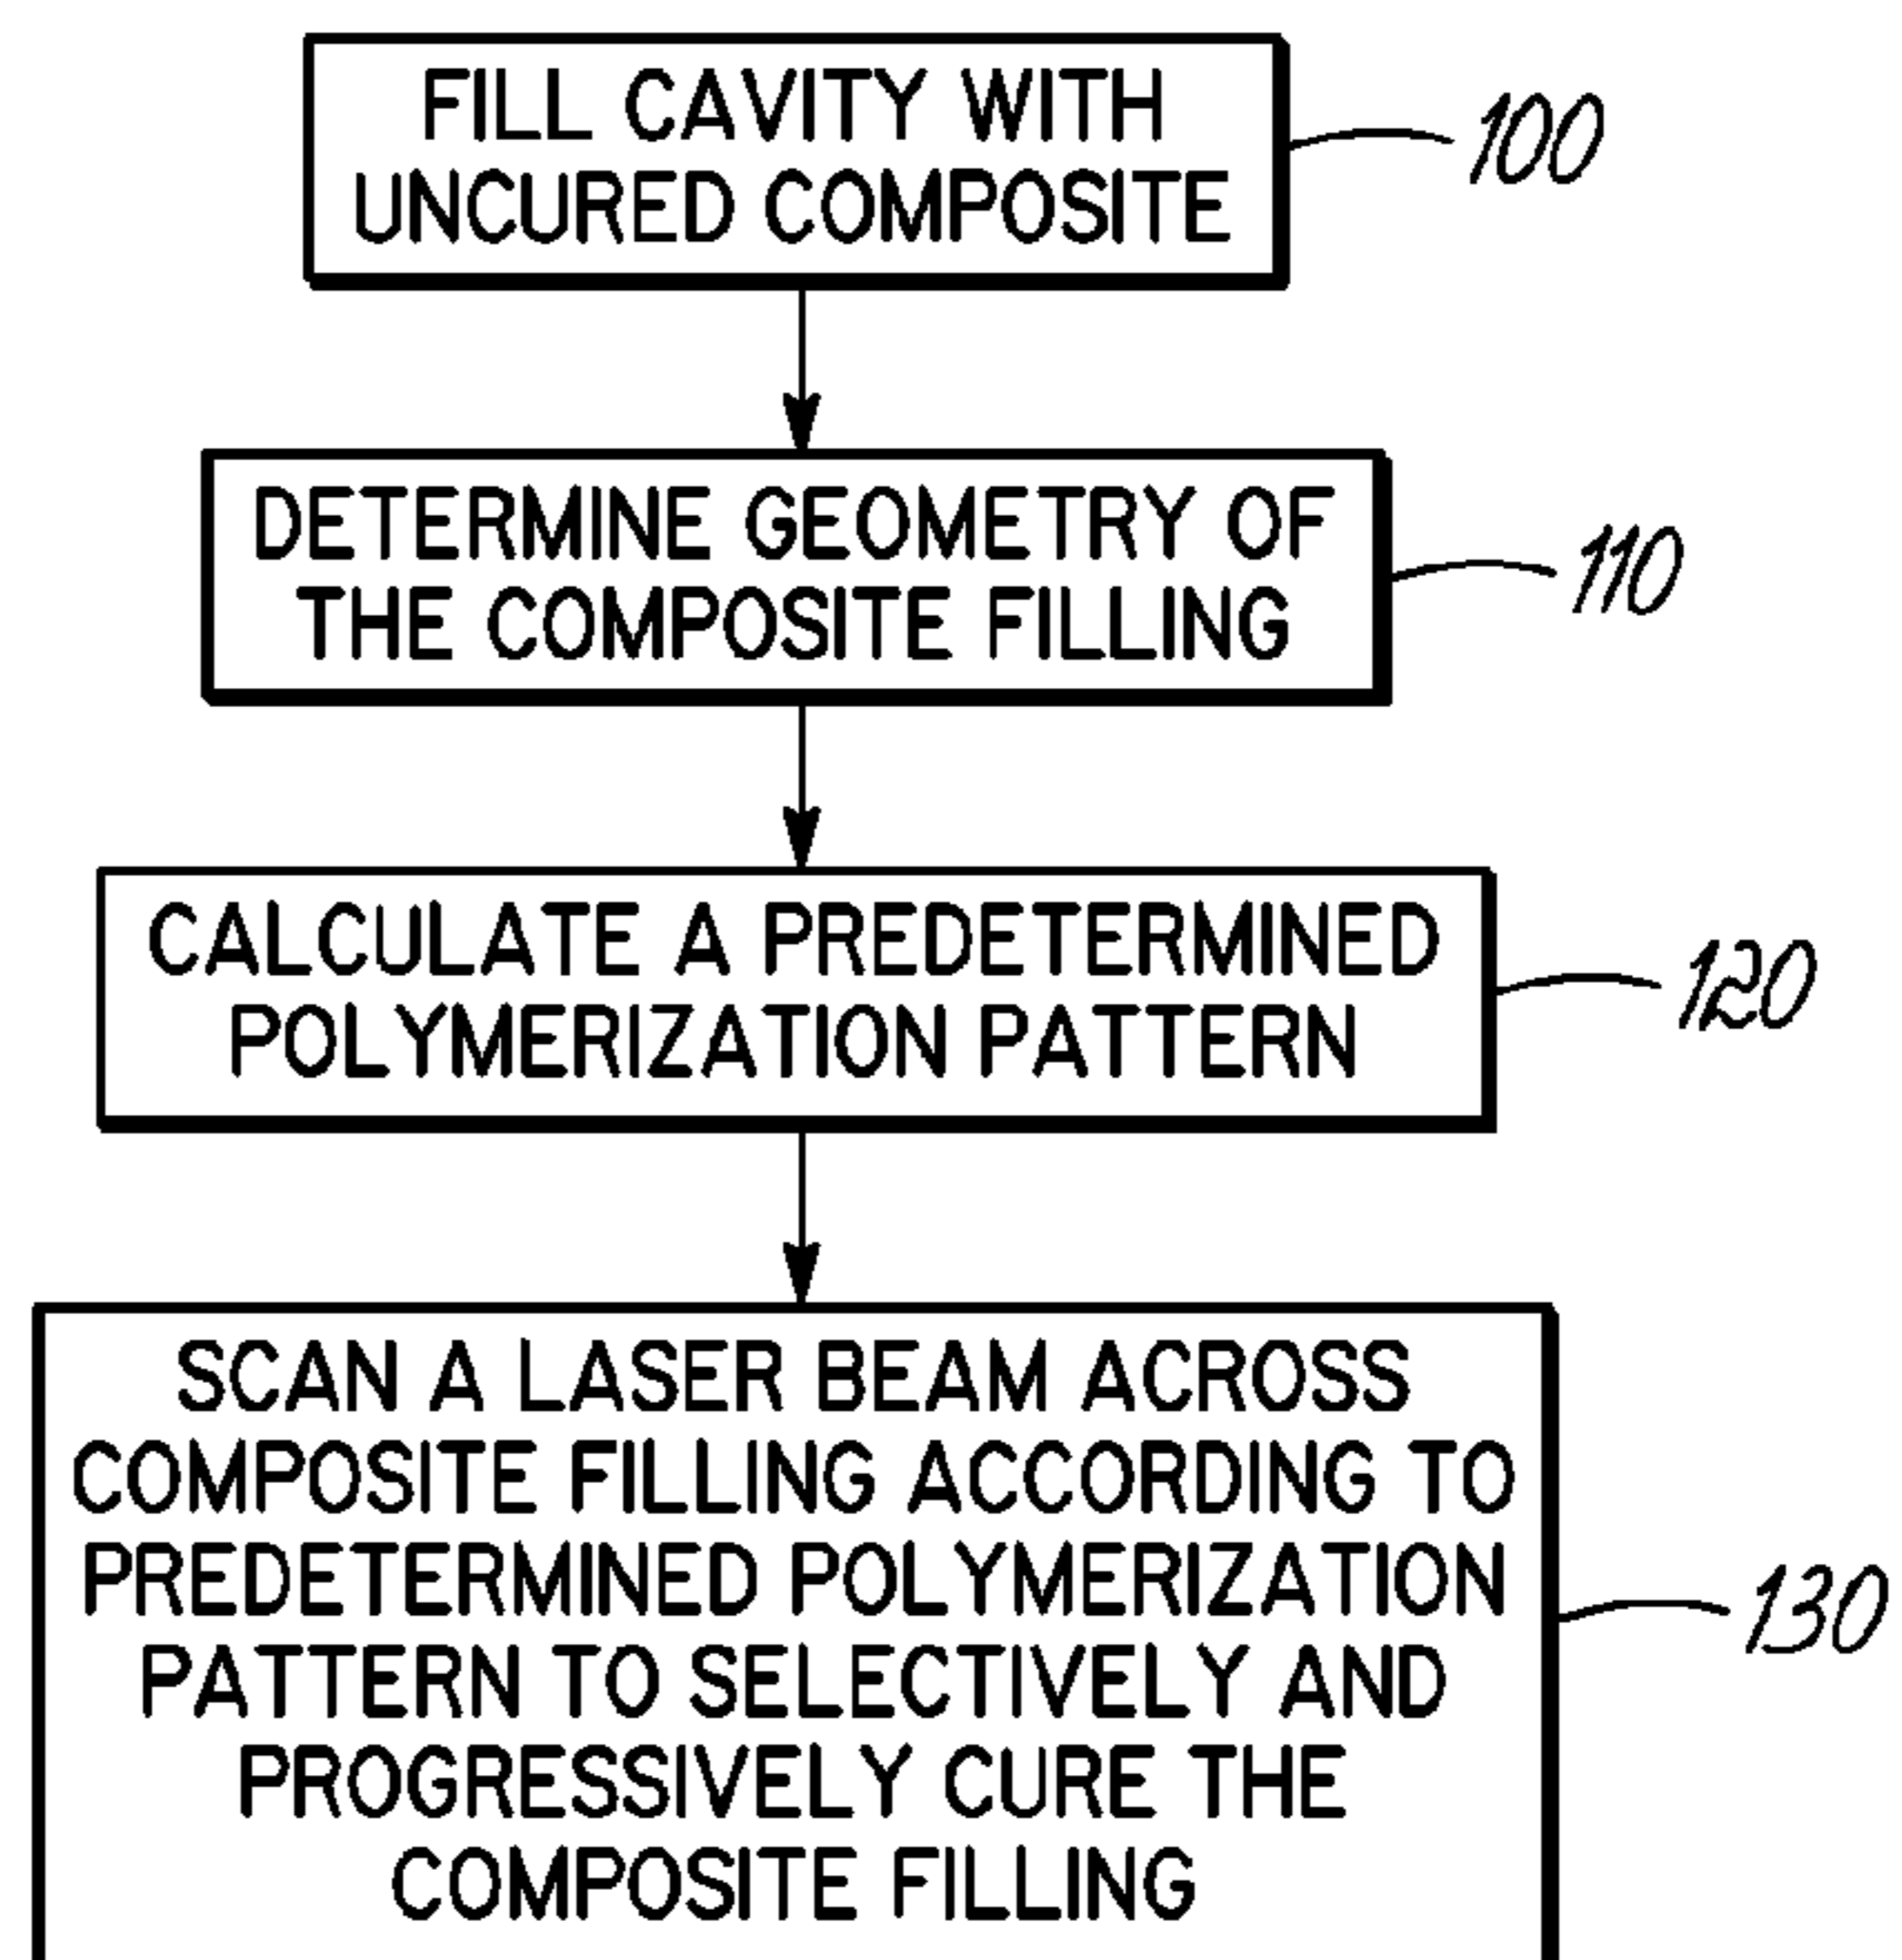 FILL CAVITY WITH
UNCURED COMPOSITE
100
DETERMINE GEOMETRY OF
THE COMPOSITE FILLING
110
CALCULATE A PREDETERMINED
POLYMERIZATION PATTERN
120
SCAN A LASER BEAM ACROSS
COMPOSITE FILLING ACCORDING TO
PREDETERMINED POLYMERIZATION
PATTERN TO SELECTIVELY AND
PROGRESSIVELY CURE THE
COMPOSITE FILLING
130